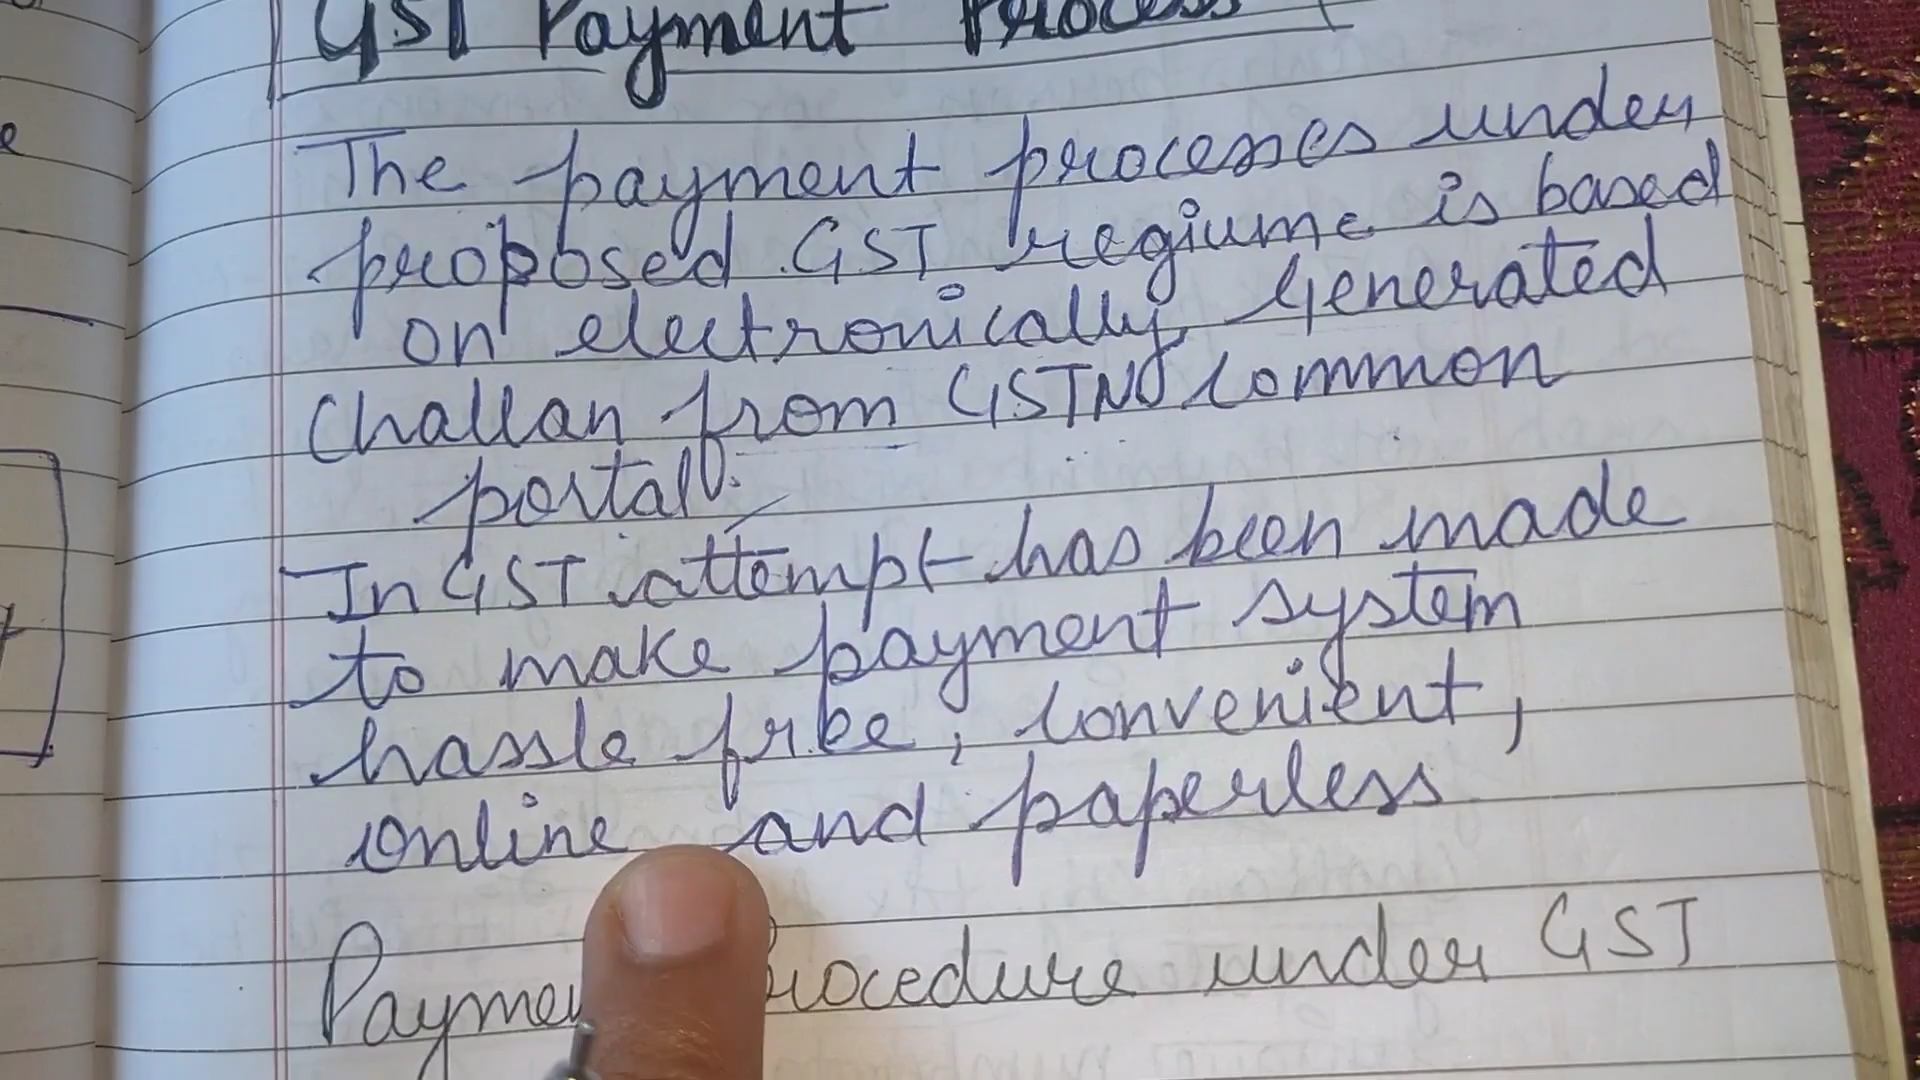 GST Payment Process
The payment processes under
proposed GST regiume is based
on electronically Generated
Challan from GSTN Common
portal.
In GST attempt has been made
to make payment system
hassle free, convenient,
online and paperless
procedure under GST